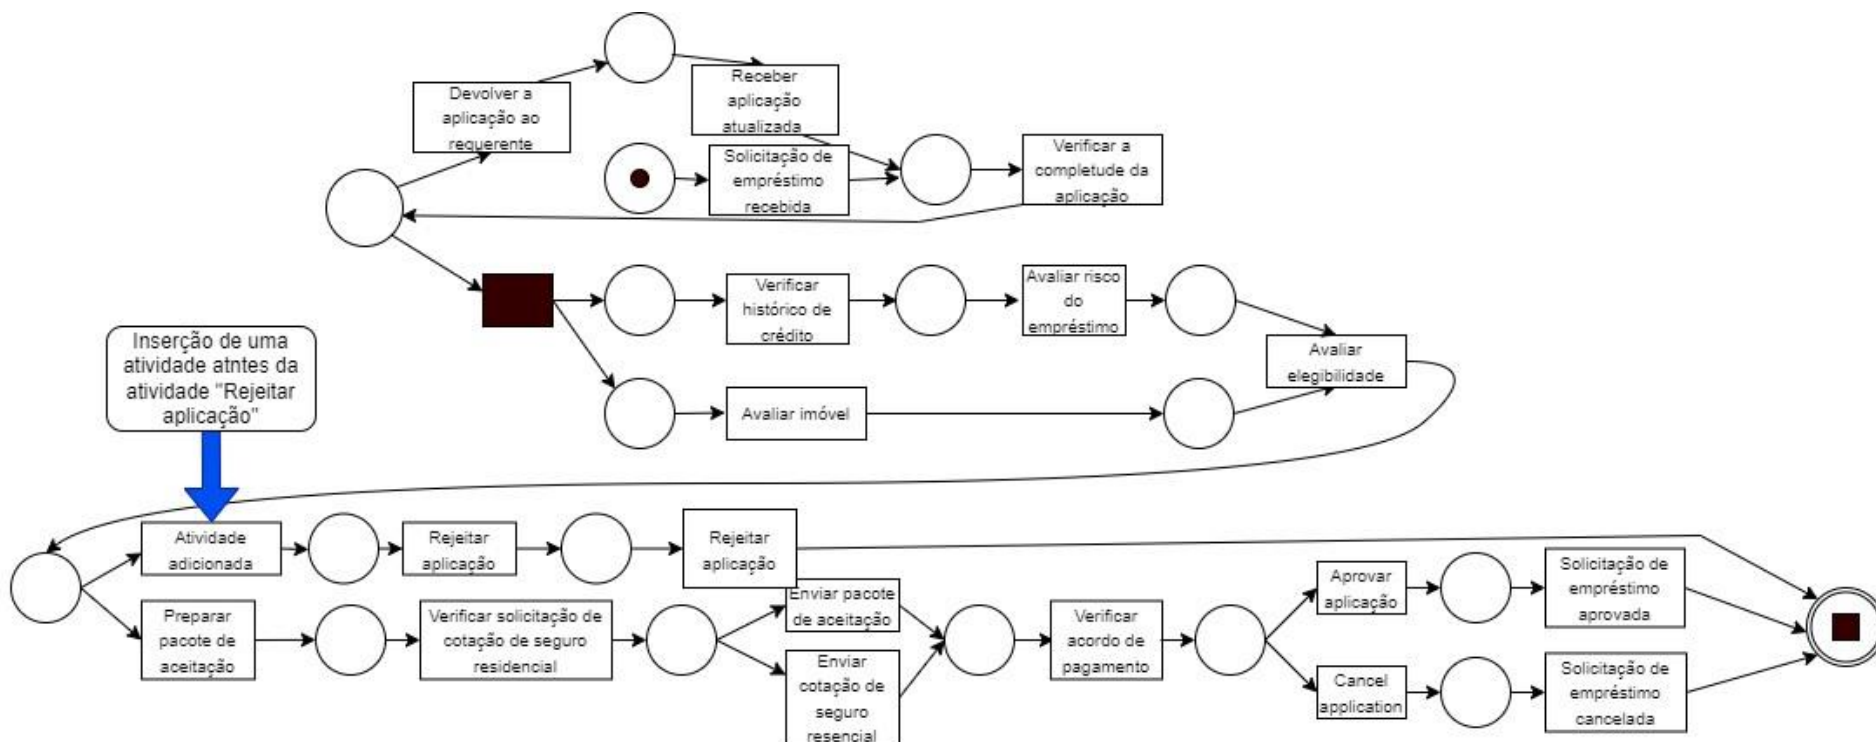 Devolver a
aplicação ao
requerente
Receber
aplicação
atualizada
Solicitação de
empréstimo
recebida
Verificar a
completude da
aplicação
Verificar
histórico de
crédito
Avaliar risco
do
empréstimo
Avaliar
elegibilidade
Avaliar imóvel
Inserção de uma
atividade atntes da
atividade "Rejeitar
aplicação"
Atividade
adicionada
Rejeitar
aplicação
Rejeitar
aplicação
Preparar
pacote de
aceitação
Verificar solicitação de
cotação de seguro
residencial
Enviar pacote
de aceitação
Enviar
cotação de
seguro
resencial
Verificar
acordo de
pagamento
Aprovar
aplicação
Solicitação de
empréstimo
aprovada
Cancel
application
Solicitação de
empréstimo
cancelada